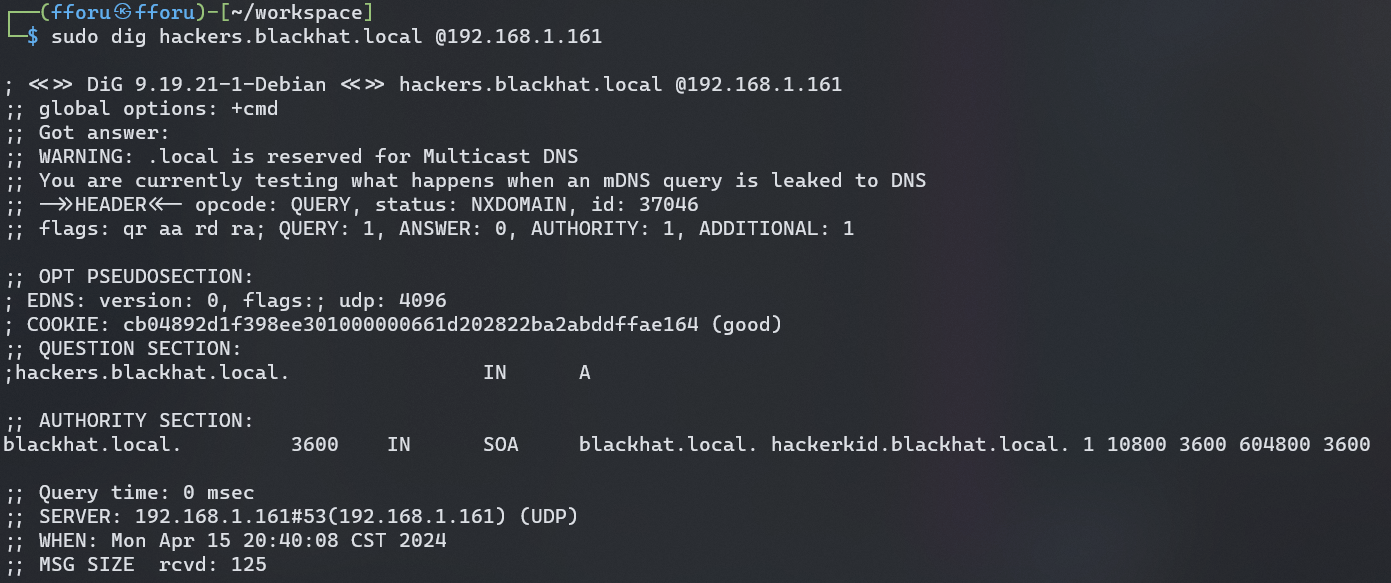 ┌──(fforu㉿fforu)-[~/workspace]
└─$ sudo dig hackers.blackhat.local @192.168.1.161
; <<>> DiG 9.19.21-1-Debian <<>> hackers.blackhat.local @192.168.1.161
;; global options: +cmd
;; Got answer:
;; WARNING: .local is reserved for Multicast DNS
;; You are currently testing what happens when an mDNS query is leaked to DNS
;; ->>HEADER<<- opcode: QUERY, status: NXDOMAIN, id: 37046
;; flags: qr aa rd ra; QUERY: 1, ANSWER: 0, AUTHORITY: 1, ADDITIONAL: 1
;; OPT PSEUDOSECTION:
; EDNS: version: 0, flags:; udp: 4096
; COOKIE: cb04892d1f398ee301000000661d202822ba2abddffae164 (good)
;; QUESTION SECTION:
;hackers.blackhat.local. IN A
;; AUTHORITY SECTION:
blackhat.local. 3600 IN SOA blackhat.local. hackerkid.blackhat.local. 1 10800 3600 604800 3600
;; Query time: 0 msec
;; SERVER: 192.168.1.161#53(192.168.1.161) (UDP)
;; WHEN: Mon Apr 15 20:40:08 CST 2024
;; MSG SIZE rcvd: 125